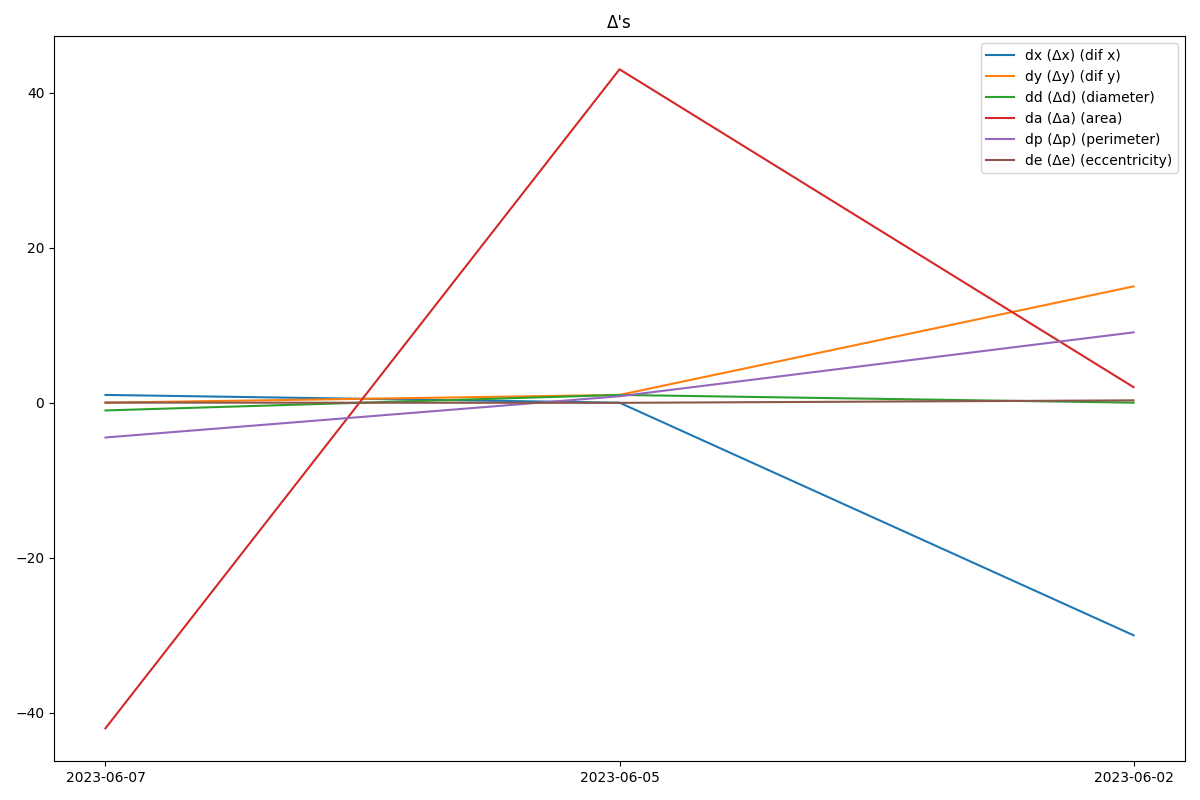 Δ's
dx (Δx) (dif x)
dy (Δy) (dif y)
dd (Δd) (diameter)
da (Δa) (area)
dp (Δp) (perimeter)
de (Δe) (eccentricity)
40
20
0
−20
−40
2023-06-07
2023-06-05
2023-06-02